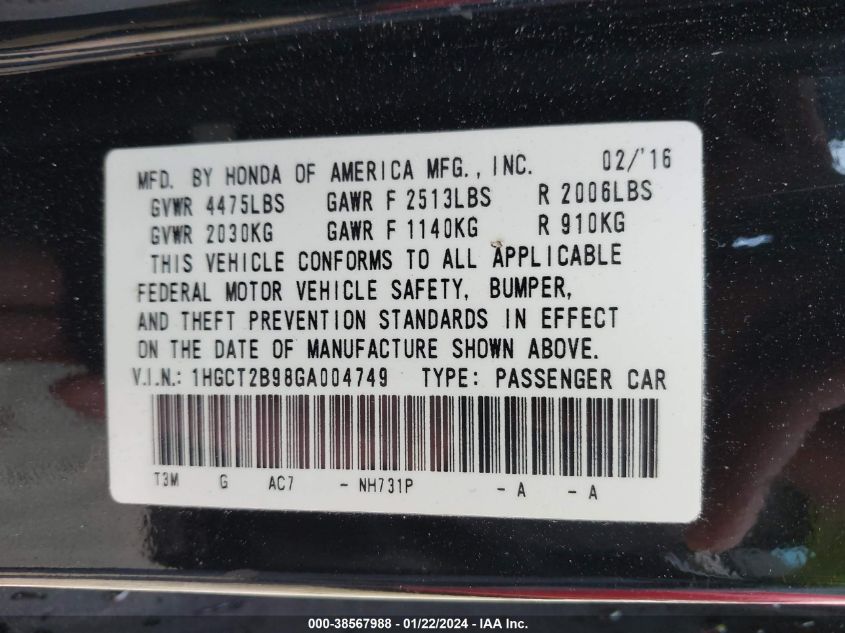 MFD. BY HONDA OF AMERICA MFG., INC. 02/'16
GVWR 4475LBS GAWR F 2513LBS R 2006LBS
GVWR 2030KG GAWR F 1140KG R 910KG
THIS VEHICLE CONFORMS TO ALL APPLICABLE
FEDERAL MOTOR VEHICLE SAFETY, BUMPER,
AND THEFT PREVENTION STANDARDS IN EFFECT
ON THE DATE OF MANUFACTURE SHOWN ABOVE.
V.I.N.: 1HGCT2B98GA004749 TYPE: PASSENGER CAR
T3M G AC7 - NH731P - A - A
000-38567988 - 01/22/2024 - IAA Inc.